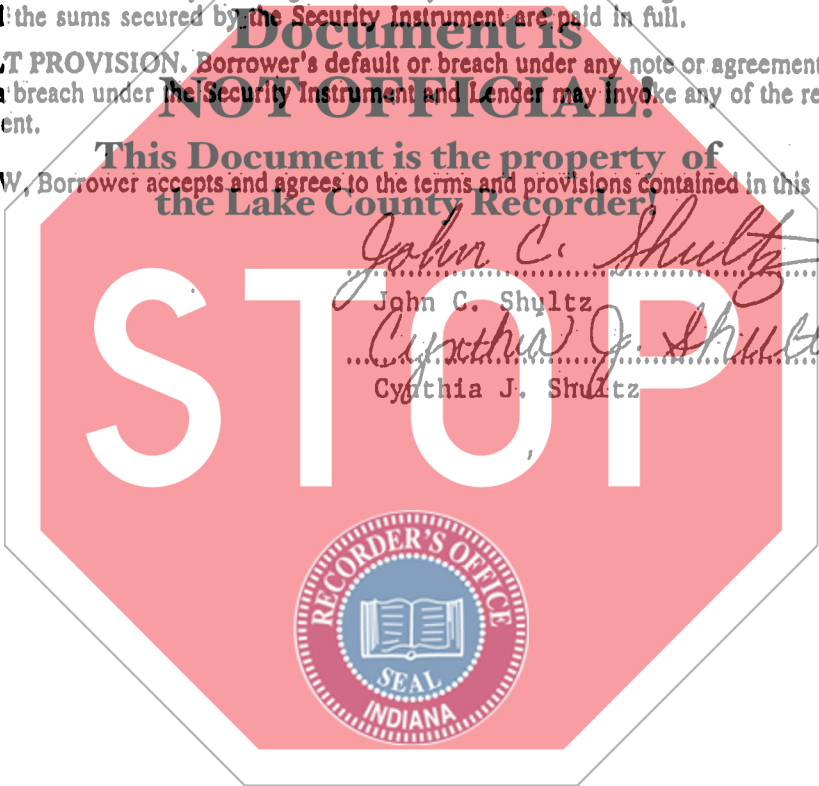 the sums secured by the Security Instrument are paid in full.
Document is
T PROVISION. Borrower's default or breach under any note or agreement
breach under the Security Instrument and Lender may invoke any of the re
NOT OFFICIAL!
ent.
This Document is the property of
W, Borrower accepts and agrees to the terms and provisions contained in this
the Lake County Recorder!
John C. Shultz
John C. Shultz
Cynthia J. Shultz
Cynthia J. Shultz
STOP
RECORDER'S OFFICE
SEAL
INDIANA